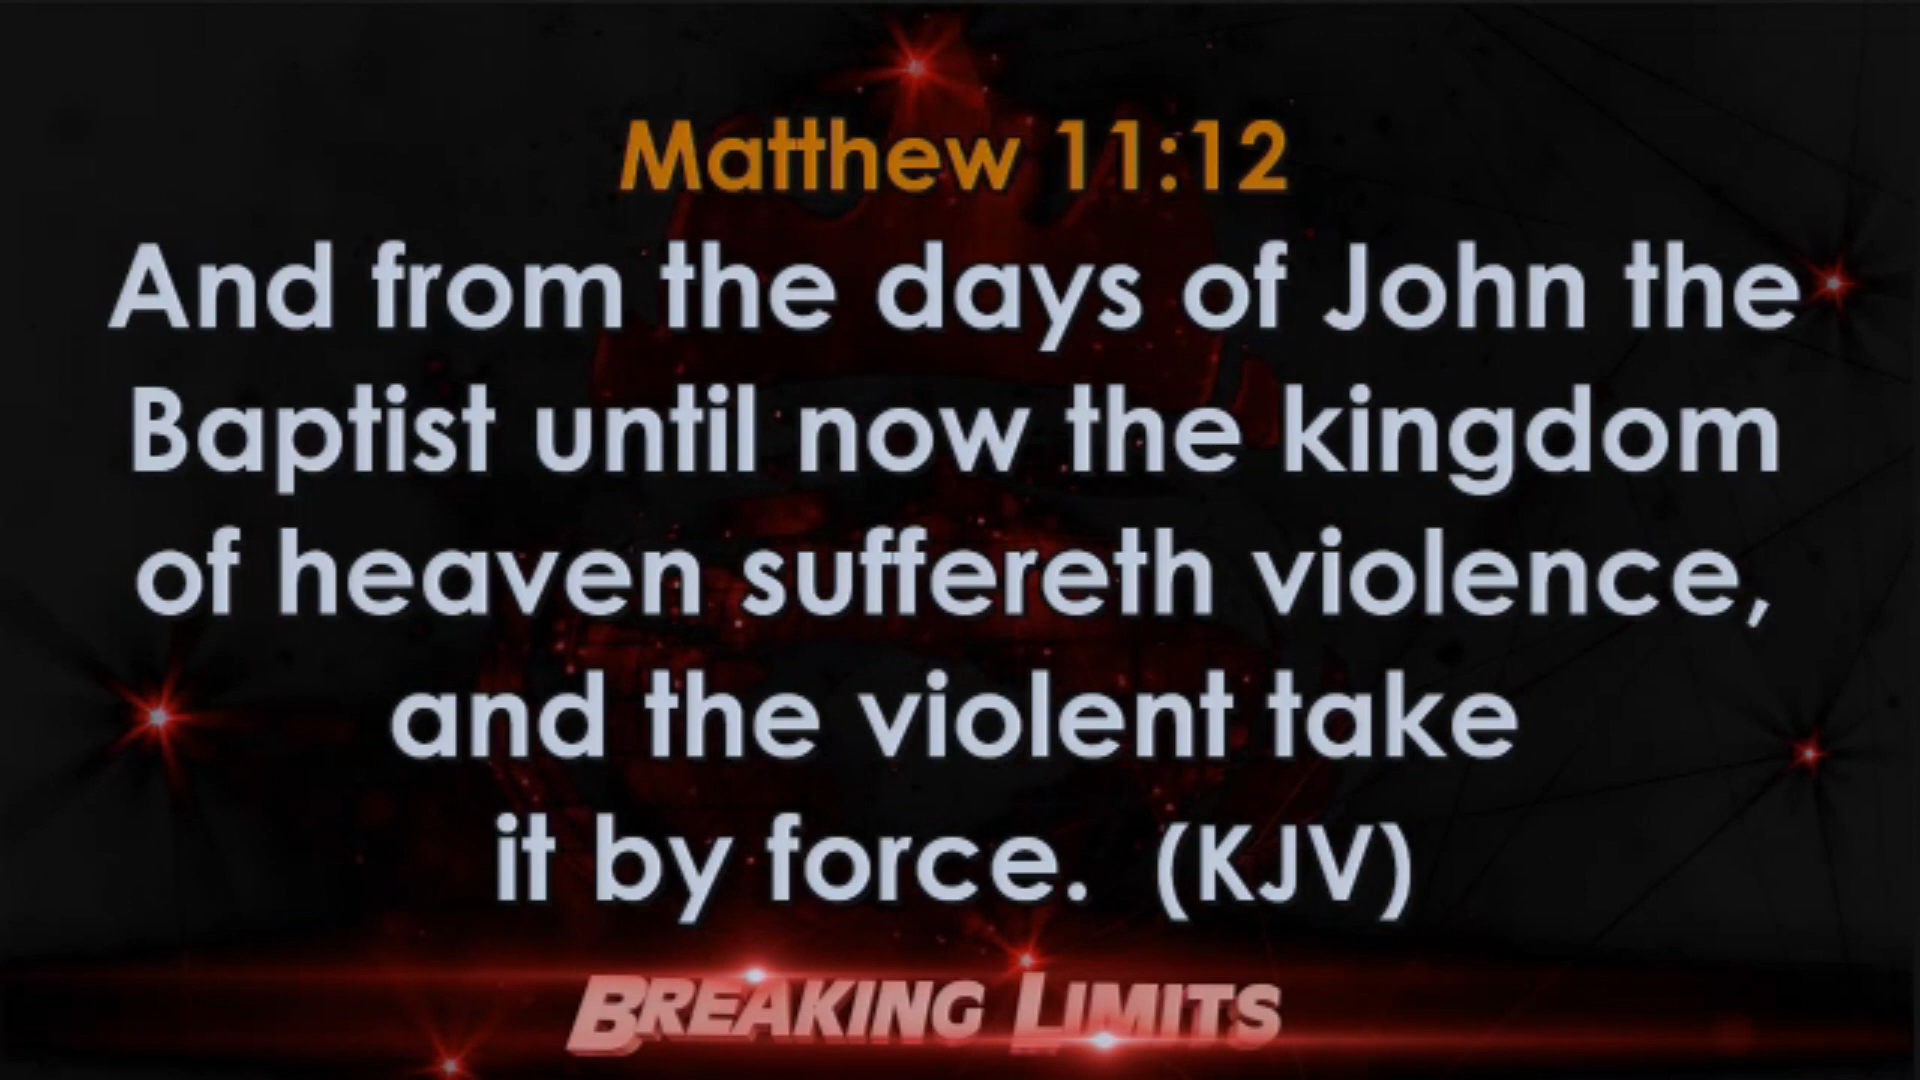 Matthew 11:12
And from the days of John the
Baptist until now the kingdom
of heaven suffereth violence,
and the violent take
it by force. (KJV)
BREAKING LIMITS